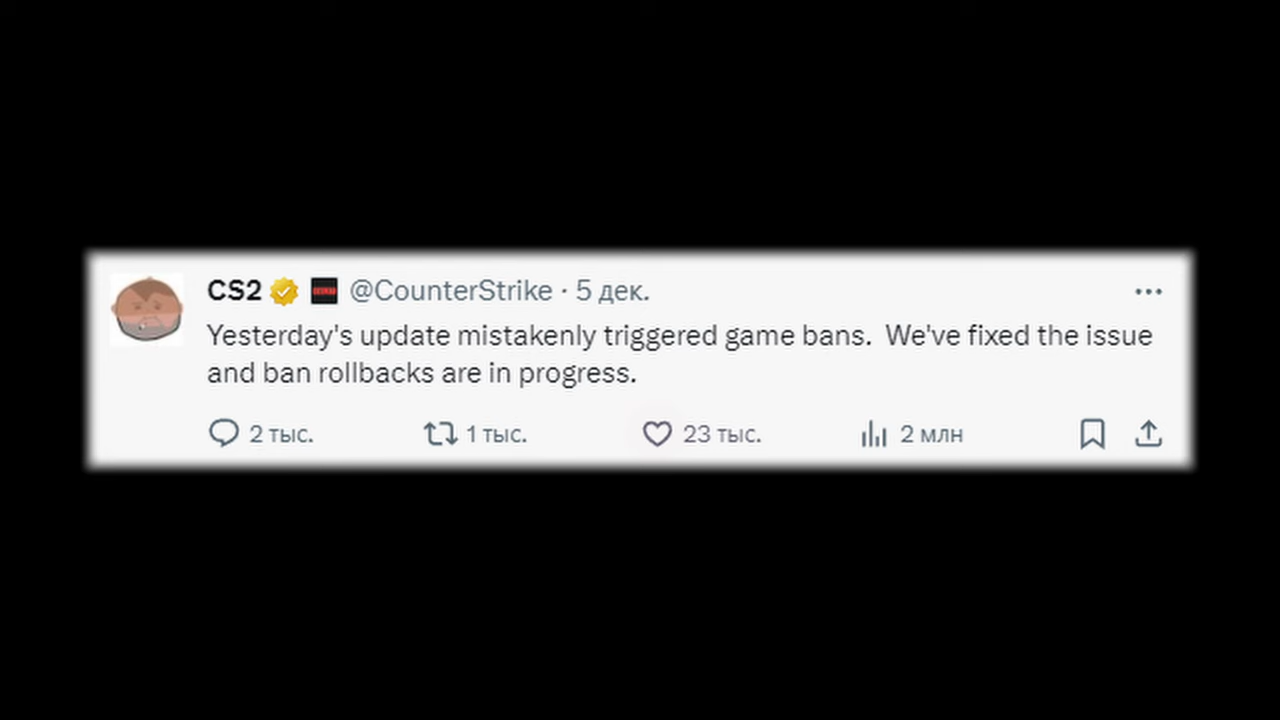 CS2 @CounterStrike · 5 дек.
Yesterday's update mistakenly triggered game bans.  We've fixed the issue
and ban rollbacks are in progress.
2 тыс. 1 тыс. 23 тыс. 2 млн